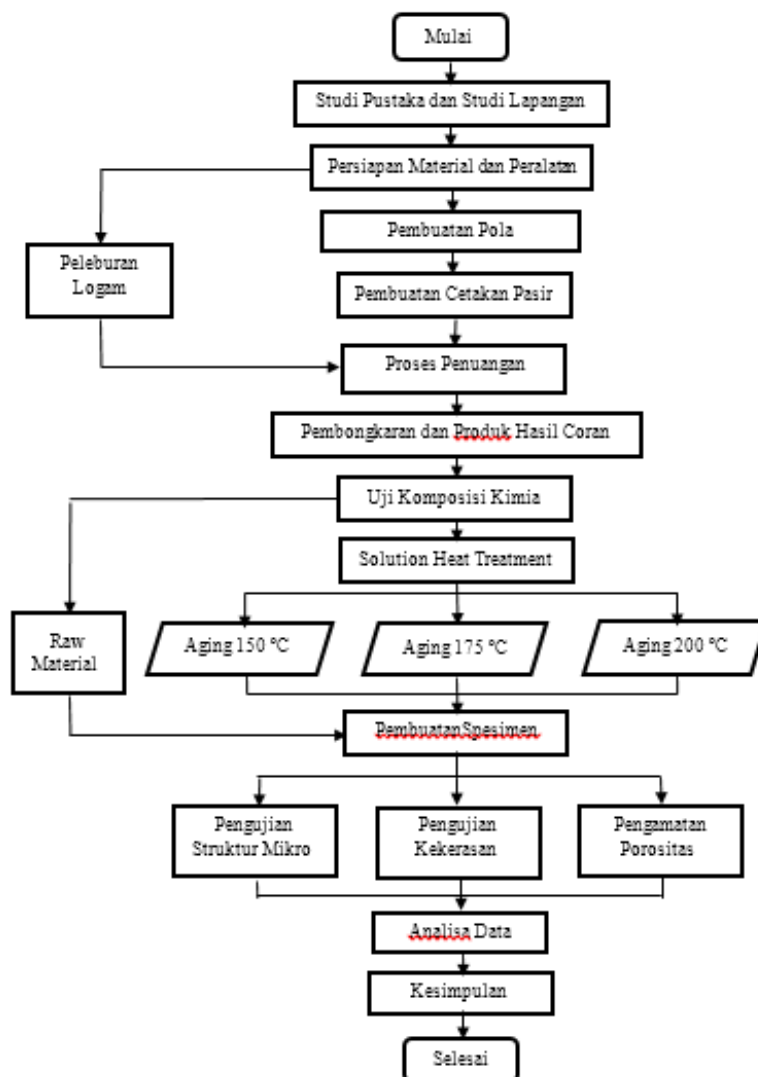 Mulai
Studi Pustaka dan Studi Lapangan
Persiapan Material dan Peralatan
Pembuatan Pola
Peleburan
Logam
Pembuatan Cetakan Pasir
Proses Penuangan
Pembongkaran dan Produk Hasil Coran
Uji Komposisi Kimia
Solution Heat Treatment
Raw
Material
Aging 150 °C
Aging 175 °C
Aging 200 °C
PembuatanSpesimen
Pengujian
Struktur Mikro
Pengujian
Kekerasan
Pengamatan
Porositas
Analisa Data
Kesimpulan
Selesai